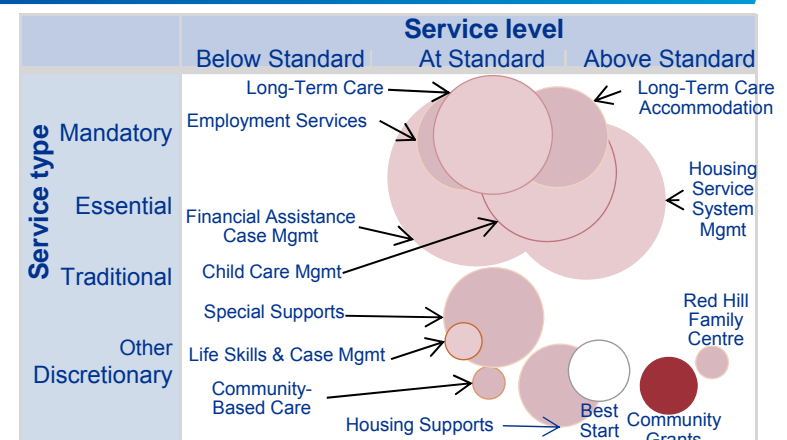 Service level
Below Standard
At Standard
Above Standard
Service type
Mandatory
Essential
Traditional
Other
Discretionary
Long-Term Care
Employment Services
Long-Term Care
Accommodation
Housing
Service
System
Mgmt
Financial Assistance
Case Mgmt
Child Care Mgmt
Special Supports
Life Skills & Case Mgmt
Community-
Based Care
Housing Supports
Best
Start
Community
Grants
Red Hill
Family
Centre